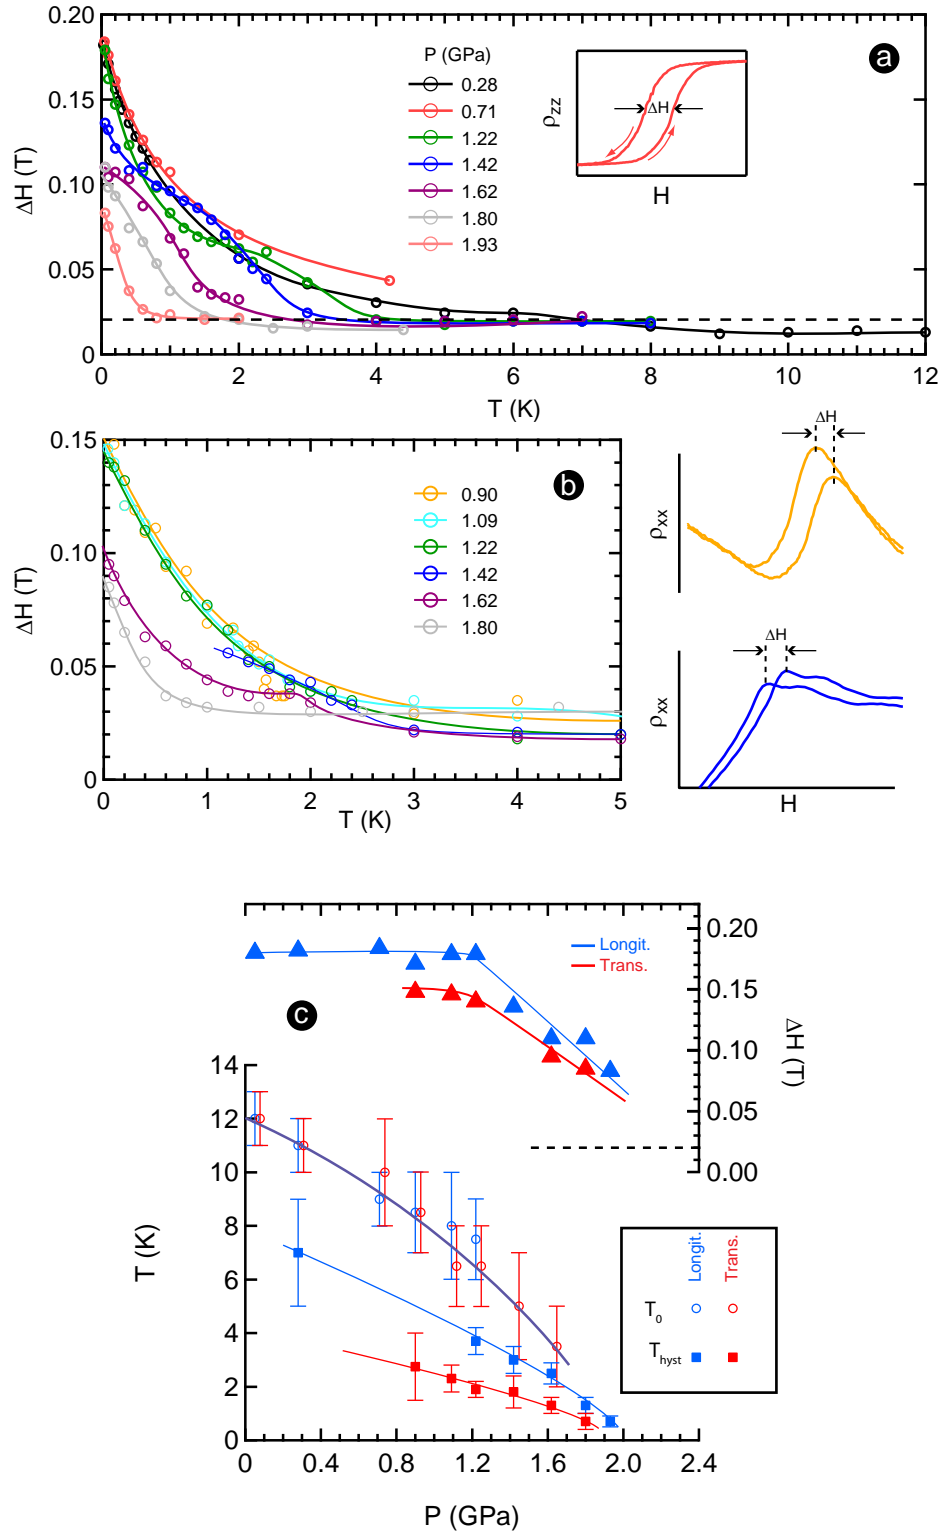 a
P (GPa)
0.28
0.71
1.22
1.42
1.62
1.80
1.93
ΔH
ρzz
H
ΔH (T)
0.20
0.15
0.10
0.05
0
0 2 4 6 8 10 12
T (K)
b
0.90
1.09
1.22
1.42
1.62
1.80
ΔH (T)
0.15
0.10
0.05
0
0 1 2 3 4 5
T (K)
ΔH
ρxx
ΔH
ρxx
H
c
Longit.
Trans.
0.20
0.15
0.10
0.05
0.00
ΔH (T)
14
12
10
8
6
4
2
0
T (K)
Longit.
Trans.
T0
Thyst
0 0.4 0.8 1.2 1.6 2.0 2.4
P (GPa)